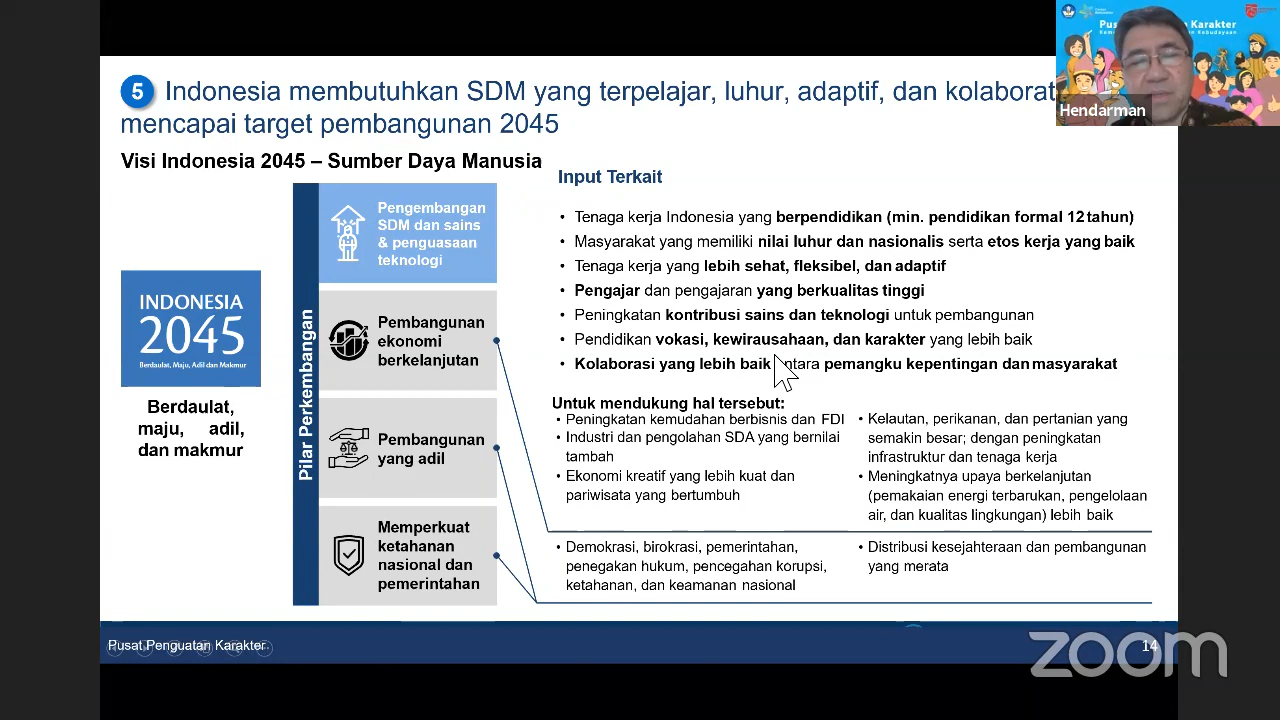 5
Indonesia membutuhkan SDM yang terpelajar, luhur, adaptif, dan kolaborat
mencapai target pembangunan 2045
Visi Indonesia 2045 – Sumber Daya Manusia
INDONESIA
2045
Berdaulat, Maju, Adil dan Makmur
Berdaulat,
maju, adil,
dan makmur
Pilar Perkembangan
Pengembangan
SDM dan sains
& penguasaan
teknologi
Pembangunan
ekonomi
berkelanjutan
Pembangunan
yang adil
Memperkuat
ketahanan
nasional dan
pemerintahan
Input Terkait
• Tenaga kerja Indonesia yang berpendidikan (min. pendidikan formal 12 tahun)
• Masyarakat yang memiliki nilai luhur dan nasionalis serta etos kerja yang baik
• Tenaga kerja yang lebih sehat, fleksibel, dan adaptif
• Pengajar dan pengajaran yang berkualitas tinggi
• Peningkatan kontribusi sains dan teknologi untuk pembangunan
• Pendidikan vokasi, kewirausahaan, dan karakter yang lebih baik
• Kolaborasi yang lebih baik ntara pemangku kepentingan dan masyarakat
Untuk mendukung hal tersebut:
• Peningkatan kemudahan berbisnis dan FDI
• Industri dan pengolahan SDA yang bernilai
tambah
• Ekonomi kreatif yang lebih kuat dan
pariwisata yang bertumbuh
• Kelautan, perikanan, dan pertanian yang
semakin besar; dengan peningkatan
infrastruktur dan tenaga kerja
• Meningkatnya upaya berkelanjutan
(pemakaian energi terbarukan, pengelolaan
air, dan kualitas lingkungan) lebih baik
• Demokrasi, birokrasi, pemerintahan,
penegakan hukum, pencegahan korupsi,
ketahanan, dan keamanan nasional
• Distribusi kesejahteraan dan pembangunan
yang merata
Pusat Penguatan Karakter
14
zoom
Hendarman
Karakter
Kebudayaan